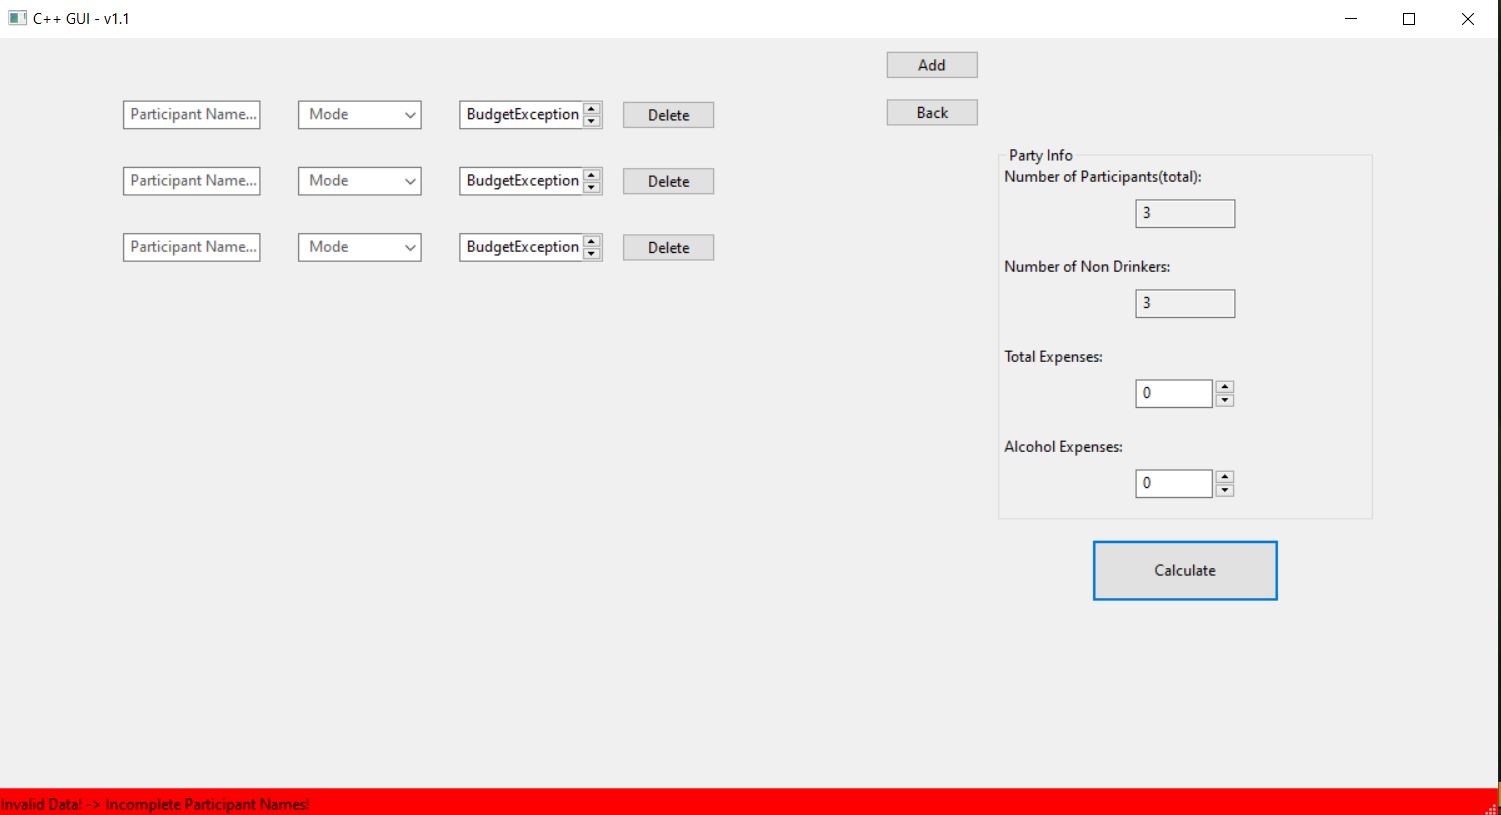 C++ GUI - v1.1
Add
Back
Participant Name... Mode BudgetException Delete
Participant Name... Mode BudgetException Delete
Participant Name... Mode BudgetException Delete
Party Info
Number of Participants(total):
3
Number of Non Drinkers:
3
Total Expenses:
0
Alcohol Expenses:
0
Calculate
Invalid Data! -> Incomplete Participant Names!